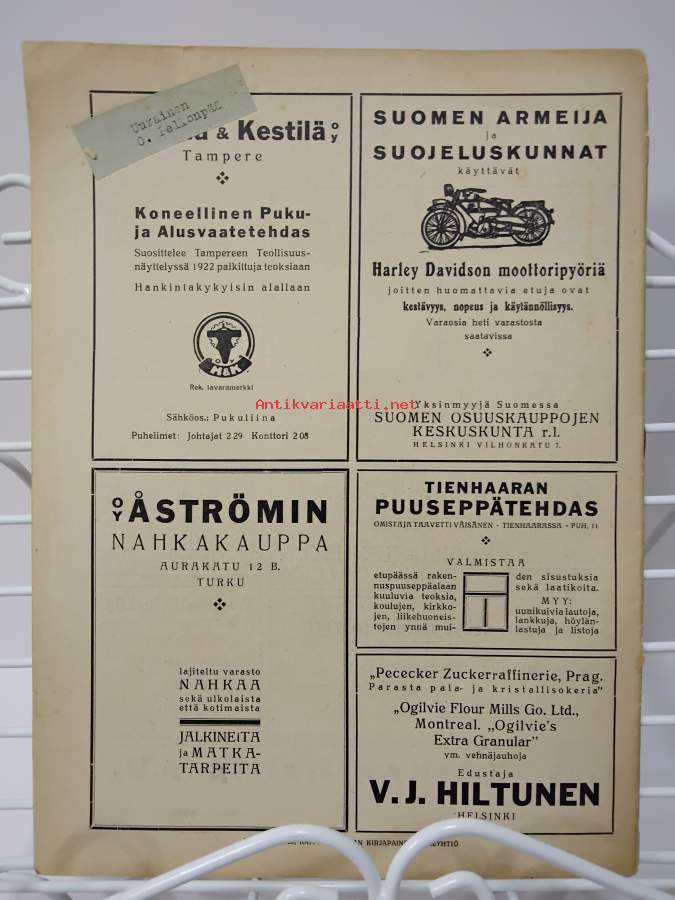 Uurainen
O. Pellonpää
& Kestilä OY
Tampere
Koneellinen Puku-
ja Alusvaatetehdas
Suosittelee Tampereen Teollisuus-
näyttelyssä 1922 palkittuja teoksiaan
Hankintakykyisin alallaan
OY
H&K
Rek. tavaramerkki
Sähköos.: Pukuliina
Puhelimet: Johtajat 229 Konttori 208
SUOMEN ARMEIJA
ja
SUOJELUSKUNNAT
käyttävät
Harley Davidson moottoripyöriä
joitten huomattavia etuja ovat
kestävyys, nopeus ja käytännöllisyys.
Varaosia heti varastosta
saatavissa
Yksinmyyjä Suomessa
SUOMEN OSUUSKAUPPOJEN
KESKUSKUNTA r.l.
HELSINKI VILHONKATU 7.
Antikvariaatti.net
OY ÅSTRÖMIN
NAHKAKAUPPA
AURAKATU 12 B.
TURKU
lajiteltu varasto
NAHKAA
sekä ulkolaista
että kotimaista
JALKINEITA
ja MATKA-
TARPEITA
TIENHAARAN
PUUSEPPÄTEHDAS
OMISTAJA TAAVETTI VÄISÄNEN - TIENHAARASSA - PUH. 11
VALMISTAA
etupäässä raken-
nuspuuseppäalaan
kuuluvia teoksia,
koulujen, kirkko-
jen, liikehuoneis-
tojen ynnä mui-
den sisustuksia
sekä laatikoita.
MYY:
uunikuivia lautoja,
lankkuja, höylän-
lastuja ja listoja
„Pececker Zuckerraffinerie, Prag.
Parasta pala- ja kristallisokeria"
„Ogilvie Flour Mills Go. Ltd.,
Montreal. „Ogilvie's
Extra Granular"
ym. vehnäjauhoja
Edustaja
V. J. HILTUNEN
HELSINKI
KIRJAPAINO